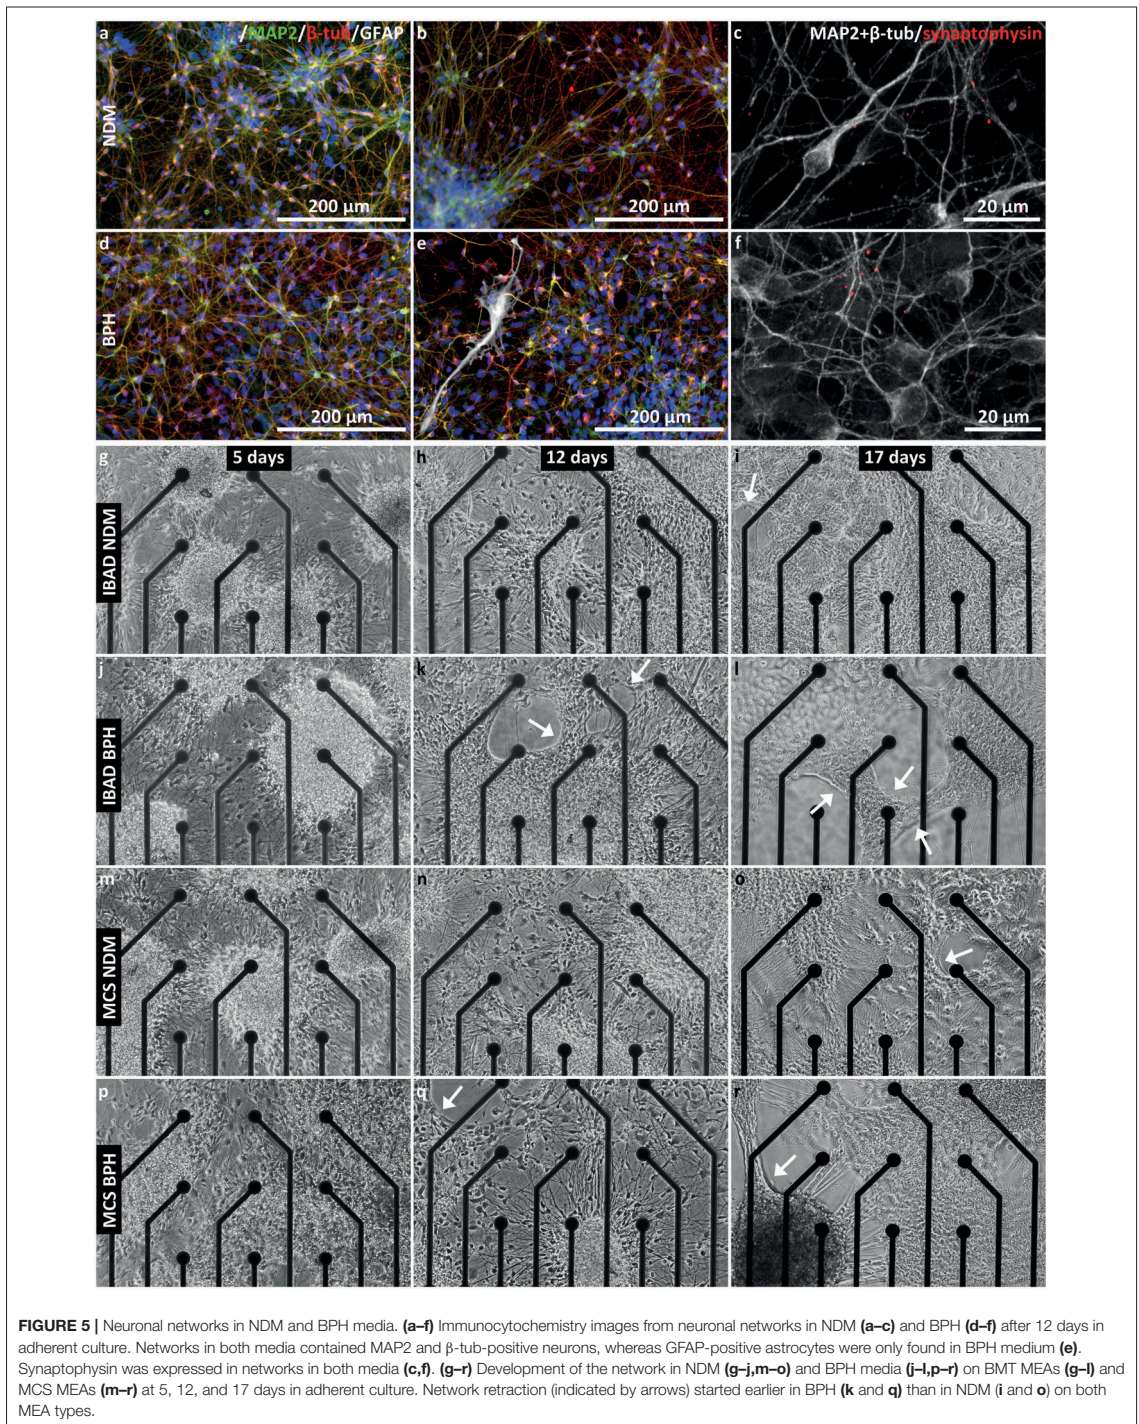 a
DAPI/MAP2/β-tub/GFAP
b
c
MAP2+β-tub/synaptophysin
NDM
200 µm
200 µm
20 µm
d
e
f
BPH
200 µm
200 µm
20 µm
g
5 days
h
12 days
i
17 days
IBAD NDM
j
k
l
IBAD BPH
m
n
o
MCS NDM
p
q
r
MCS BPH
FIGURE 5 | Neuronal networks in NDM and BPH media. (a–f) Immunocytochemistry images from neuronal networks in NDM (a–c) and BPH (d–f) after 12 days in
adherent culture. Networks in both media contained MAP2 and β-tub-positive neurons, whereas GFAP-positive astrocytes were only found in BPH medium (e).
Synaptophysin was expressed in networks in both media (c,f). (g–r) Development of the network in NDM (g–j,m–o) and BPH media (j–l,p–r) on BMT MEAs (g–l) and
MCS MEAs (m–r) at 5, 12, and 17 days in adherent culture. Network retraction (indicated by arrows) started earlier in BPH (k and q) than in NDM (i and o) on both
MEA types.